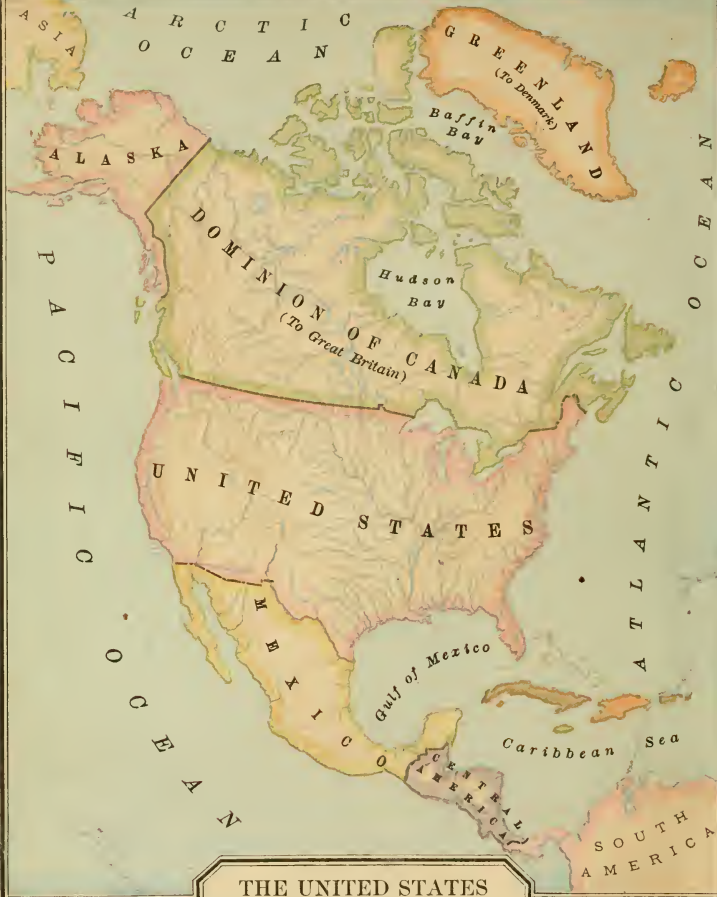 ASIA
ARCTIC
OCEAN
GREENLAND
(To Denmark)
Baffin
Bay
ALASKA
DOMINION OF CANADA
(To Great Britain)
Hudson
Bay
PACIFIC
OCEAN
ATLANTIC
OCEAN
UNITED STATES
MEXICO
Gulf of Mexico
Caribbean Sea
CENTRAL
AMERICA
SOUTH
AMERICA
THE UNITED STATES